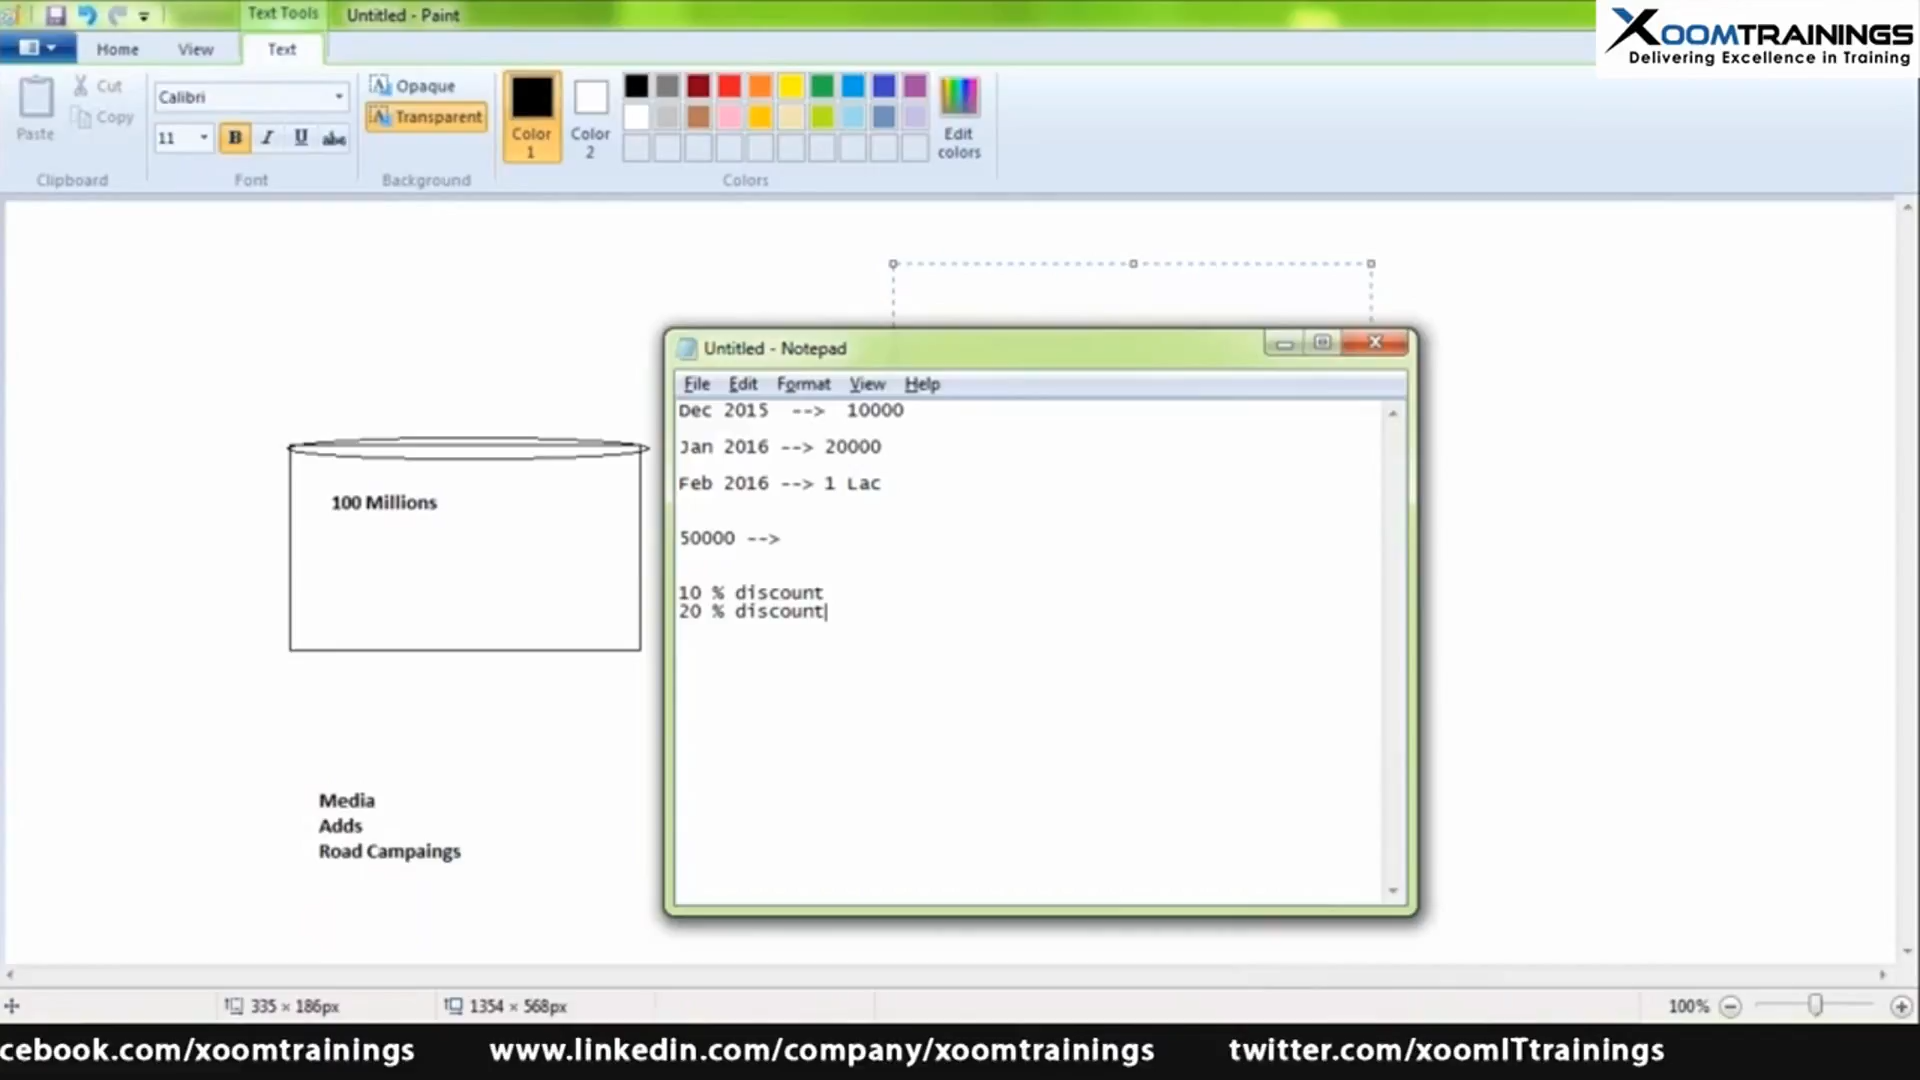 Text Tools
Untitled - Paint
XOOMTRAININGS
Delivering Excellence in Training
Home
View
Text
Paste
Cut
Copy
Clipboard
Calibri
11
B
I
U
abc
Font
Opaque
Transparent
Background
Color
1
Color
2
Edit
colors
Colors
Untitled - Notepad
File Edit Format View Help
Dec 2015 --> 10000
Jan 2016 --> 20000
Feb 2016 --> 1 Lac
50000 -->
10 % discount
20 % discount
100 Millions
Media
Adds
Road Campaings
335 × 186px
1354 × 568px
100%
cebook.com/xoomtrainings
www.linkedin.com/company/xoomtrainings
twitter.com/xoomITtrainings